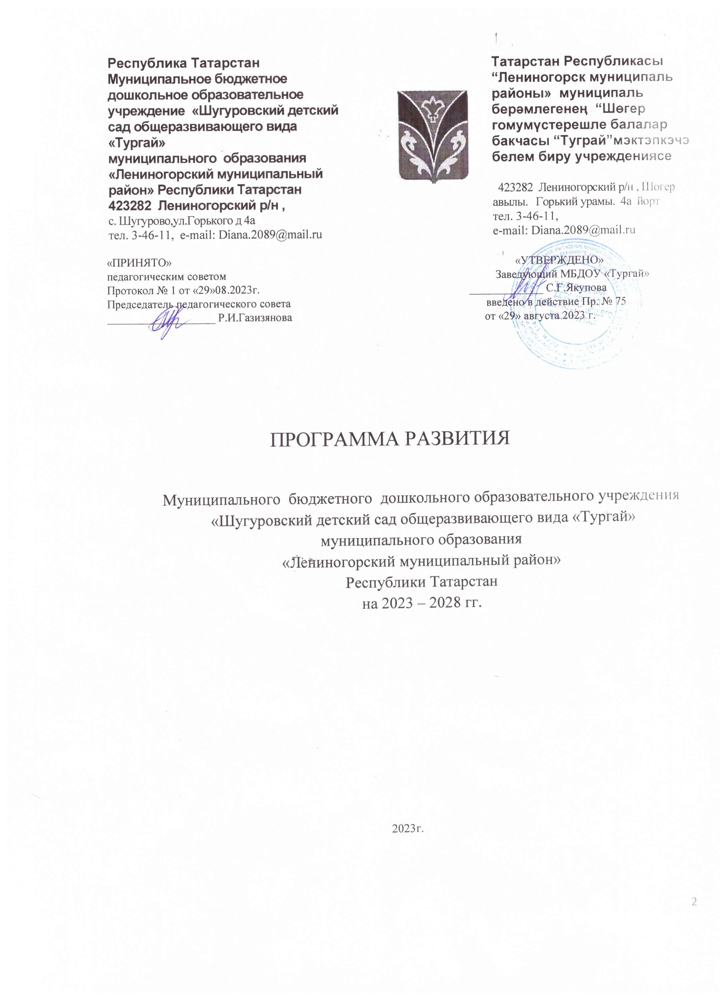 Республика Татарстан
Муниципальное бюджетное
дошкольное образовательное
учреждение «Шугуровский детский
сад общеразвивающего вида
«Тургай»
муниципального образования
«Лениногорский муниципальный
район» Республики Татарстан
423282 Лениногорский р/н ,
с. Шугурово,ул.Горького д 4а
тел. 3-46-11, e-mail: Diana.2089@mail.ru
Татарстан Республикасы
“Лениногорск муниципаль
районы» муниципаль
берәмлегенең “Шөгер
гомумүстерешле балалар
бакчасы “Туграй”мэктэпкэчэ
белем биру учреждениясе
423282 Лениногорский р/н , Шогер
авылы. Горький урамы. 4а йорт
тел. 3-46-11,
e-mail: Diana.2089@mail.ru
«ПРИНЯТО»
педагогическим советом
Протокол № 1 от «29»08.2023г.
Председатель педагогического совета
Р.И.Газизянова
«УТВЕРЖДЕНО»
Заведующий МБДОУ «Тургай»
С.Г.Якупова
введено в действие Пр. № 75
от «29» августа 2023 г.
ПРОГРАММА РАЗВИТИЯ
Муниципального бюджетного дошкольного образовательного учреждения
«Шугуровский детский сад общеразвивающего вида «Тургай»
муниципального образования
«Лениногорский муниципальный район»
Республики Татарстан
на 2023 – 2028 гг.
2023г.
2